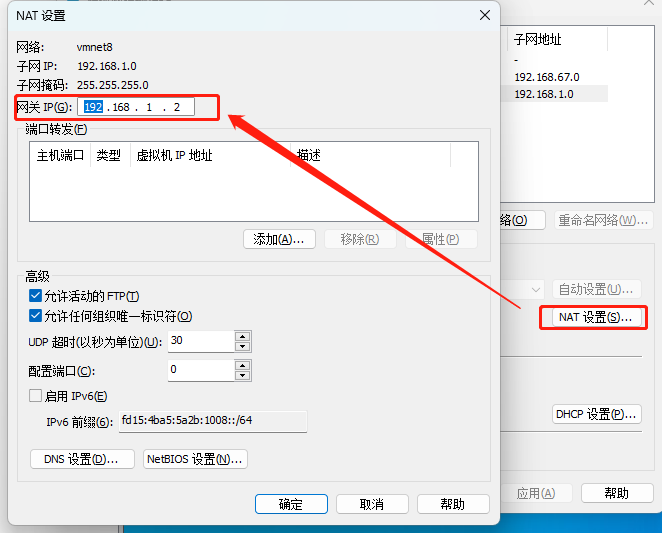 NAT 设置
网络: vmnet8
子网 IP: 192.168.1.0
子网掩码: 255.255.255.0
网关 IP(G): 192 . 168 . 1 . 2
端口转发(F)
主机端口 类型 虚拟机 IP 地址 描述
添加(A)... 移除(R) 属性(P)
高级
允许活动的 FTP(T)
允许任何组织唯一标识符(O)
UDP 超时(以秒为单位)(U): 30
配置端口(C): 0
启用 IPv6(E)
IPv6 前缀(6): fd15:4ba5:5a2b:1008::/64
DNS 设置(D)... NetBIOS 设置(N)...
确定 取消 帮助
子网地址
-
192.168.67.0
192.168.1.0
络(O) 重命名网络(W)...
自动设置(U)...
NAT 设置(S)...
DHCP 设置(P)...
应用(A) 帮助